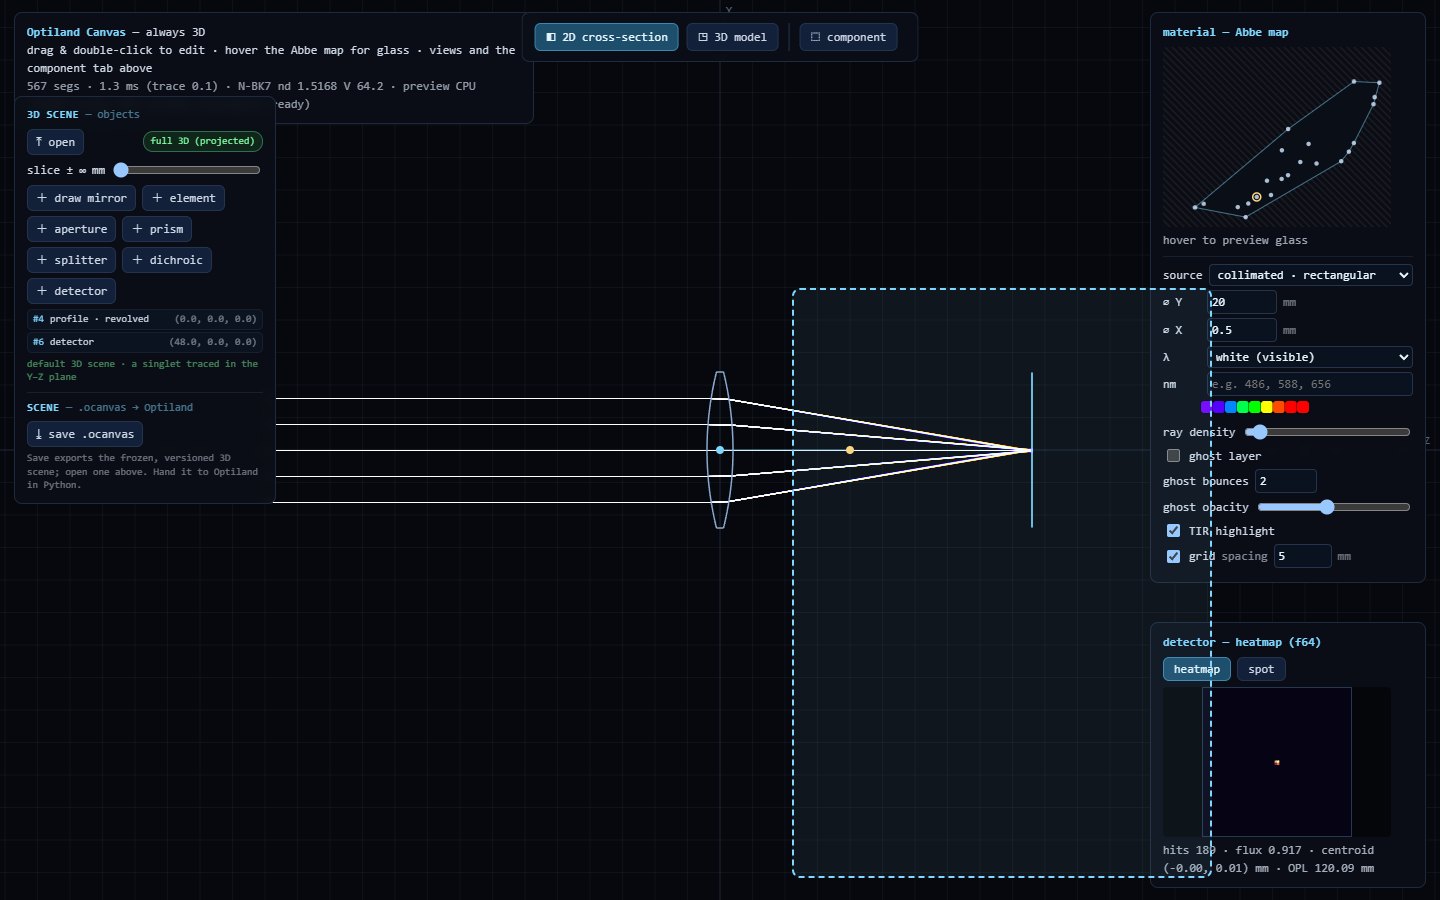 Optiland Canvas — always 3D
drag & double-click to edit · hover the Abbe map for glass · views and the
component tab above
567 segs · 1.3 ms (trace 0.1) · N-BK7 nd 1.5168 V 64.2 · preview CPU
eady)
3D SCENE — objects
open
full 3D (projected)
slice ± ∞ mm
+ draw mirror
+ element
+ aperture
+ prism
+ splitter
+ dichroic
+ detector
#4 profile · revolved (0.0, 0.0, 0.0)
#6 detector (48.0, 0.0, 0.0)
default 3D scene · a singlet traced in the
Y–Z plane
SCENE — .ocanvas → Optiland
save .ocanvas
Save exports the frozen, versioned 3D
scene; open one above. Hand it to Optiland
in Python.
Y
2D cross-section
3D model
component
Z
material — Abbe map
hover to preview glass
source collimated · rectangular
⌀ Y 20 mm
⌀ X 0.5 mm
λ white (visible)
nm e.g. 486, 588, 656
ray density
ghost layer
ghost bounces 2
ghost opacity
TIR highlight
grid spacing 5 mm
detector — heatmap (f64)
heatmap
spot
hits 189 · flux 0.917 · centroid
(-0.00, 0.01) mm · OPL 120.09 mm